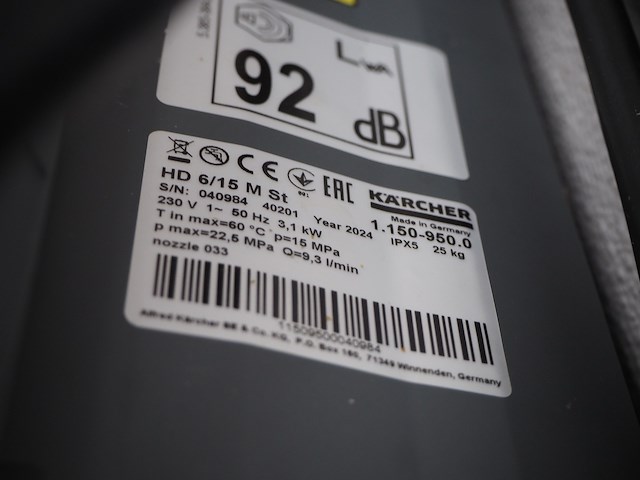 LWA
92
dB
CE EAC KÄRCHER
HD 6/15 M St Made in Germany
S/N: 040984 40201 1.150-950.0
230 V 1~ 50 Hz 3,1 kW Year 2024 IPX5 25 kg
T in max=60 °C p=15 MPa
p max=22,5 MPa Q=9,3 l/min
nozzle 033
11509500040984
Alfred Kärcher SE & Co. KG, P.O. Box 160, 71349 Winnenden, Germany